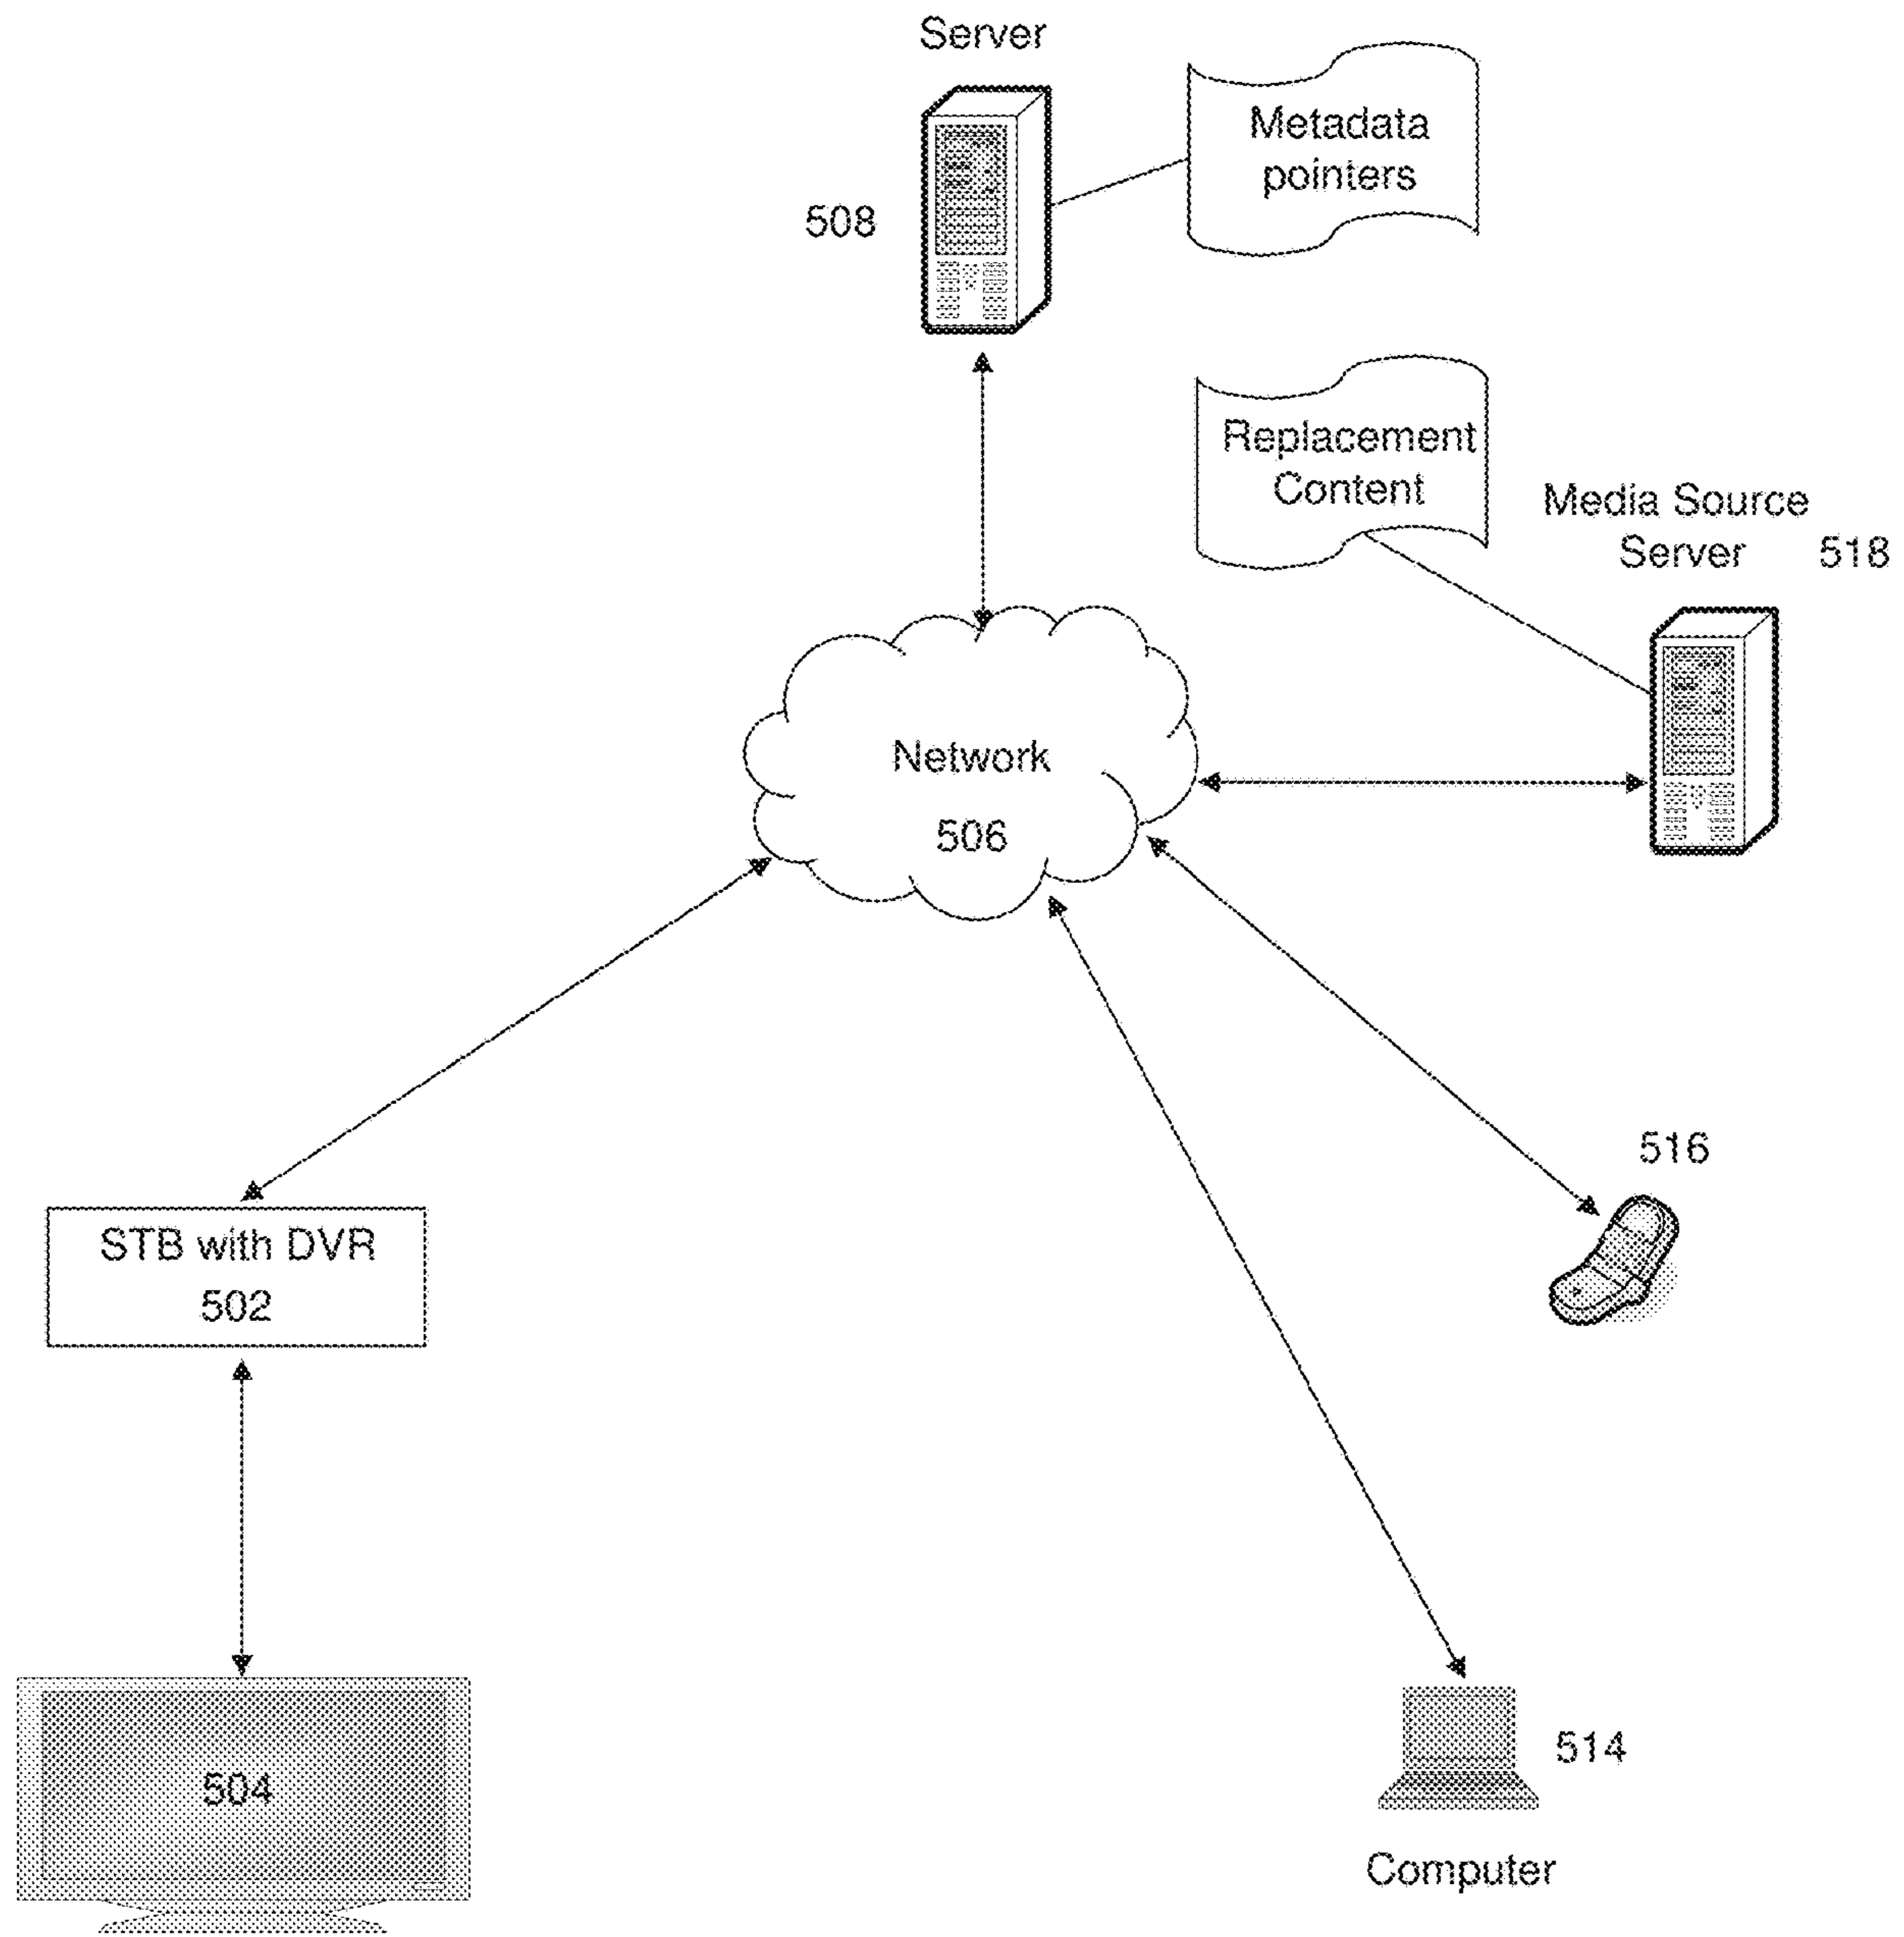 Server
Metadata
pointers
508
Replacement
Content
Media Source
Server 518
Network
506
516
STB with DVR
502
504
514
Computer